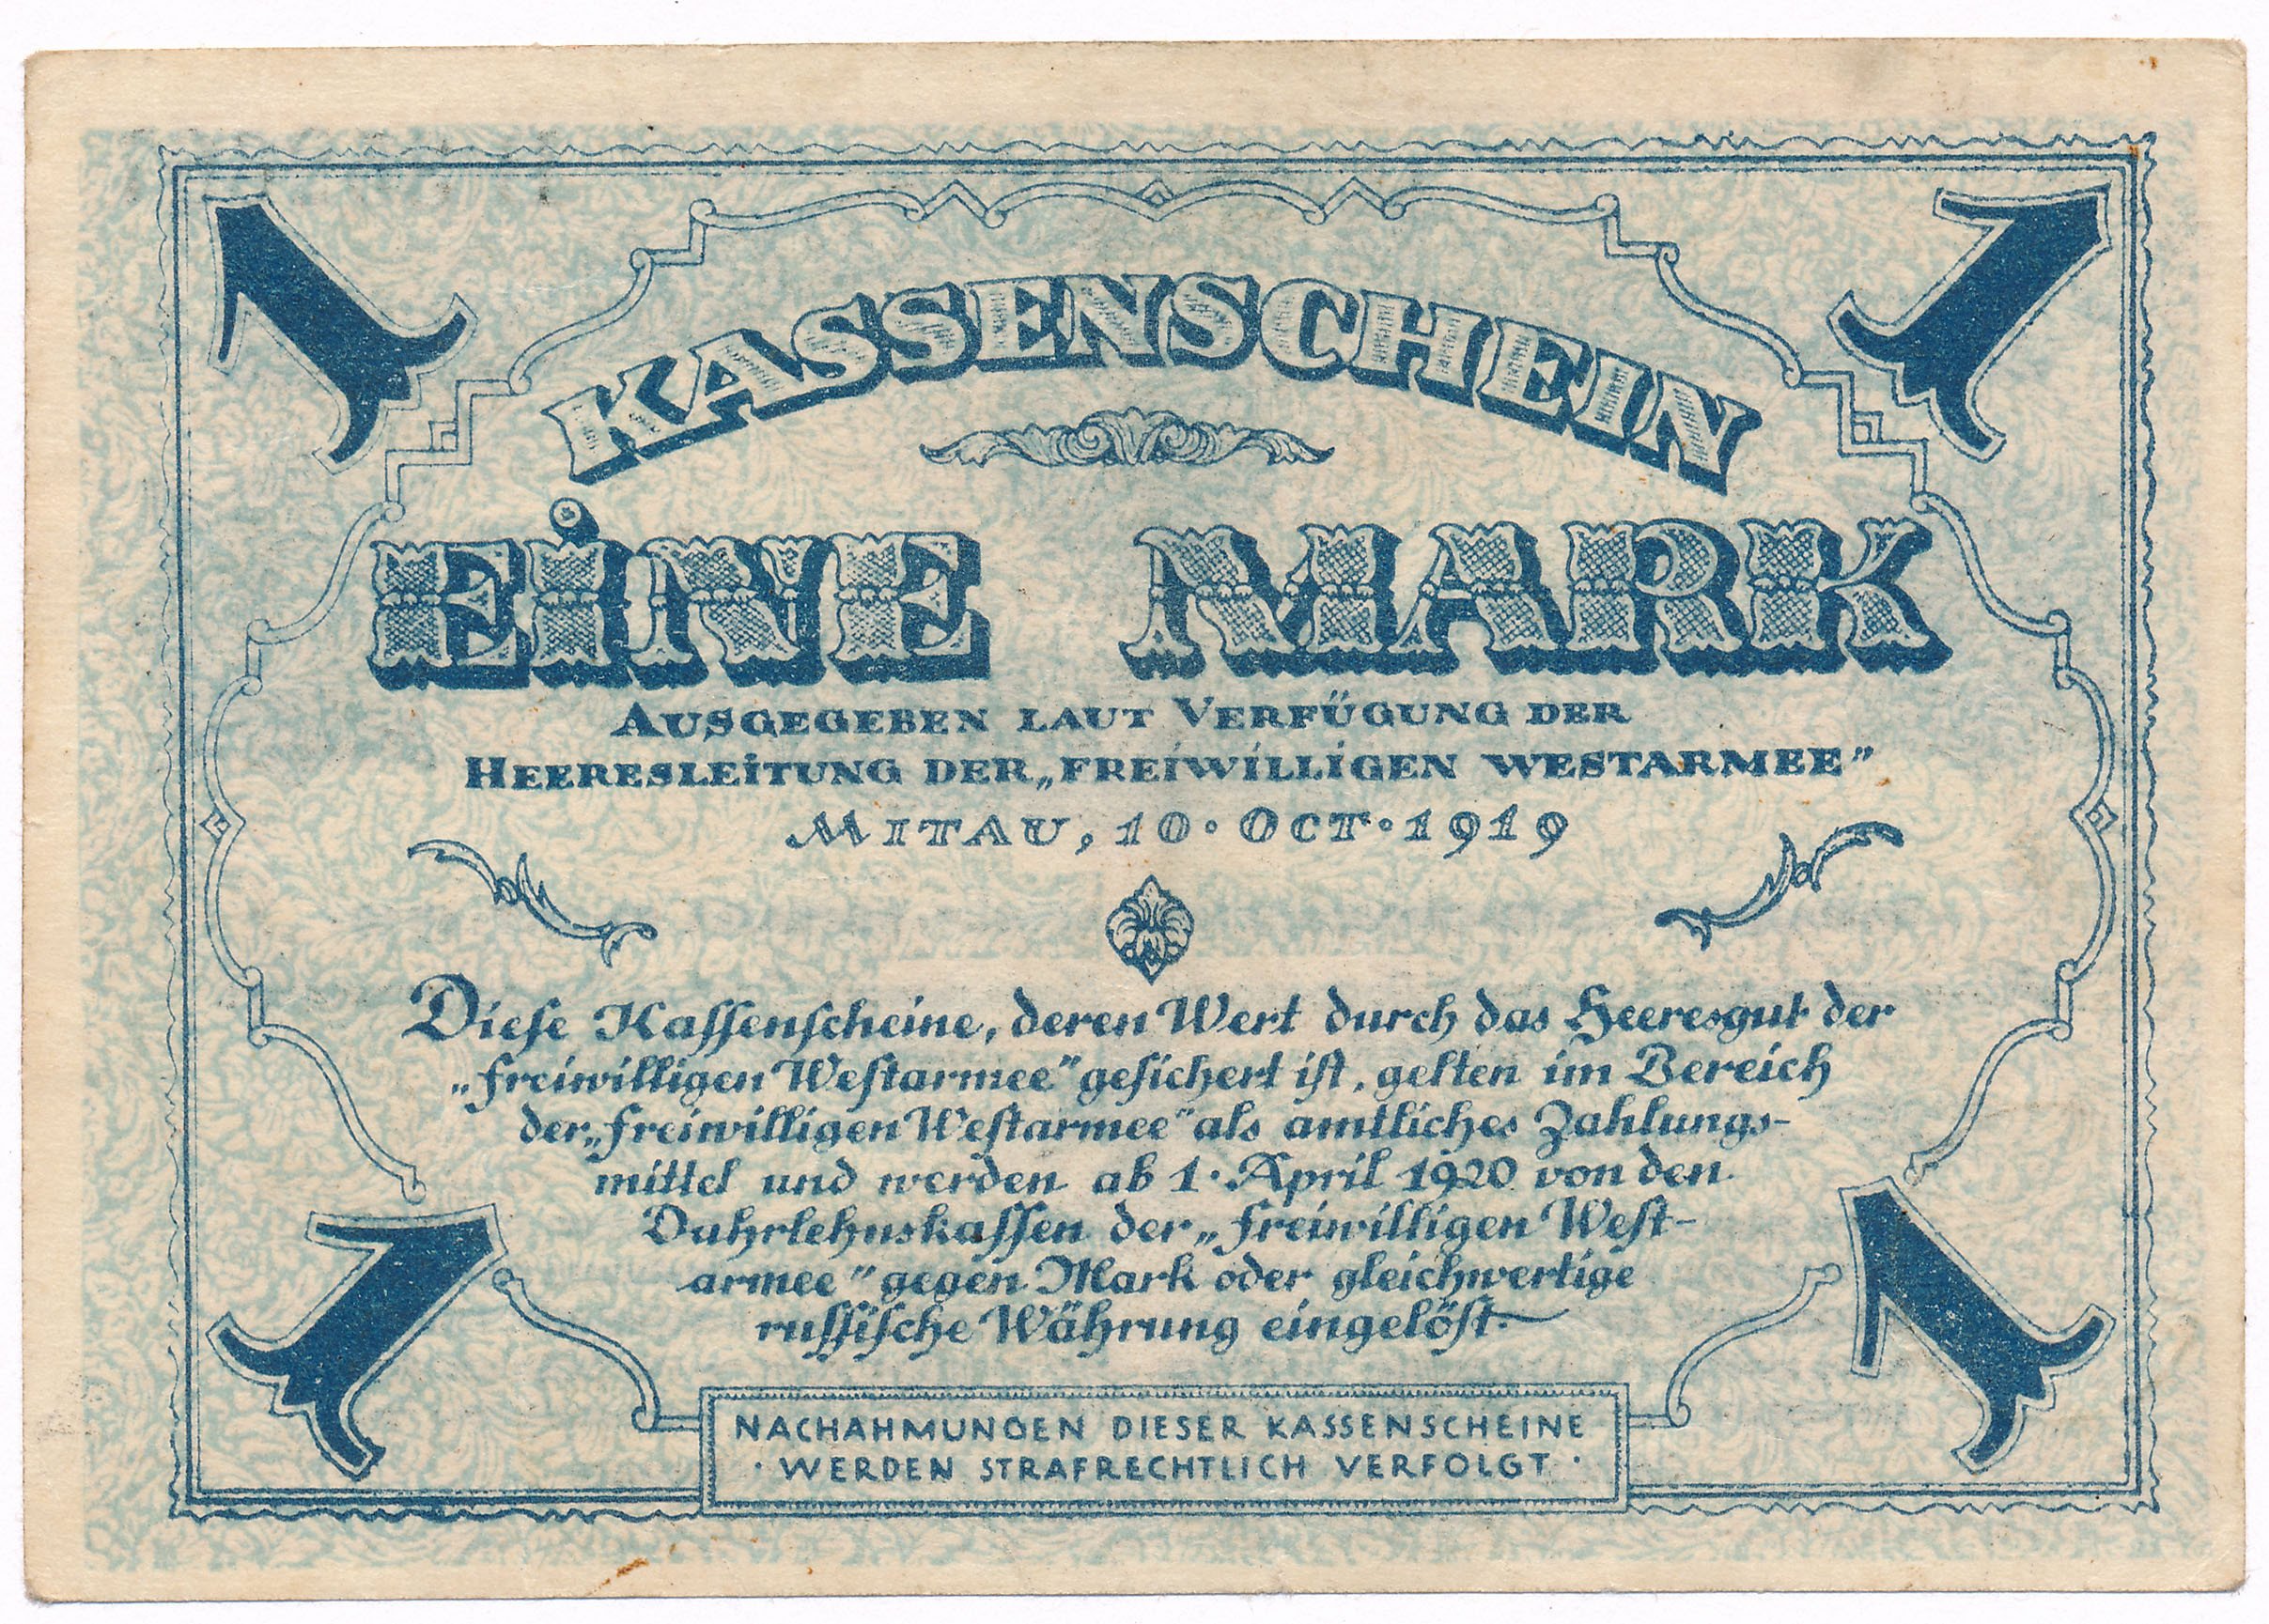 1 1
KASSENSCHEIN
EiNE MARK
AUSGEGEBEN LAUT VERFÜGUNG DER
HEERESLEiTUNG DER „FREiWiLLiGEN WESTARMEE”
MITAU, 10. OCT. 1919
Dieſe Kaſſenſcheine, deren Wert durch das Heeresgut der
„Freiwilligen Weſtarmee” geſichert iſt, gelten im Bereich
der „Freiwilligen Weſtarmee” als amtliches Zahlungs-
mittel und werden ab 1. April 1920 von den
Dahrlehnskaſſen der „Freiwilligen Weſt-
armee” gegen Mark oder gleichwertige
ruſſiſche Währung eingelöſt.
1 1
NACHAHMUNGEN DIESER KASSENSCHEINE
· WERDEN STRAFRECHTLICH VERFOLGT ·